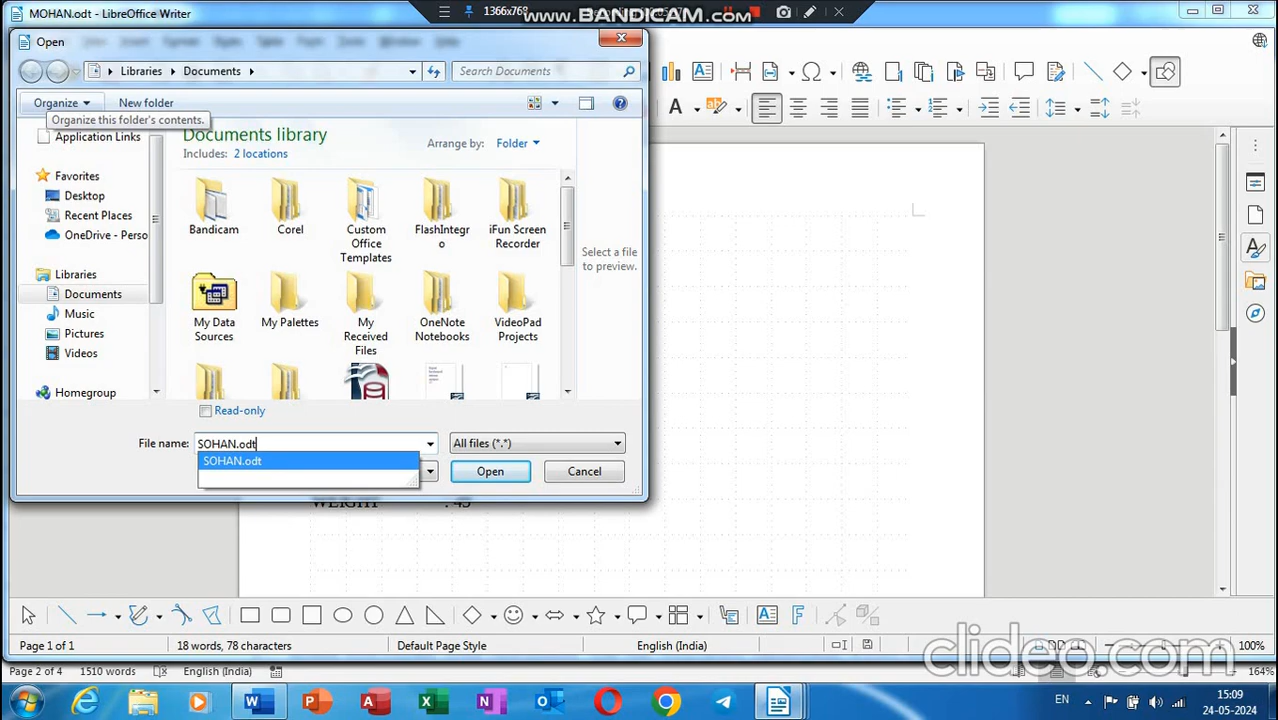 MOHAN.odt - LibreOffice Writer
1366x768
www.BANDICAM.com
Open
Libraries
Documents
Search Documents
Organize
New folder
Organize this folder's contents.
Application Links
Favorites
Desktop
Recent Places
OneDrive - Perso
Libraries
Documents
Music
Pictures
Videos
Homegroup
Documents library
Includes: 2 locations
Arrange by: Folder
Bandicam
Corel
Custom
Office
Templates
FlashIntegr
o
iFun Screen
Recorder
My Data
Sources
My Palettes
My
Received
Files
OneNote
Notebooks
VideoPad
Projects
Select a file
to preview.
Read-only
File name: SOHAN.odt
All files (*.*)
SOHAN.odt
Open
Cancel
WEIGHT : 45
Page 1 of 1
18 words, 78 characters
Default Page Style
English (India)
100%
Page 2 of 4
1510 words
English (India)
164%
clideo.com
EN
15:09
24-05-2024